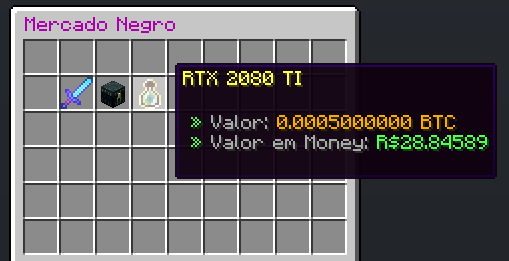 Mercado Negro
RTX 2080 TI
» Valor: 0.0005000000 BTC
» Valor em Money: R$28.84589